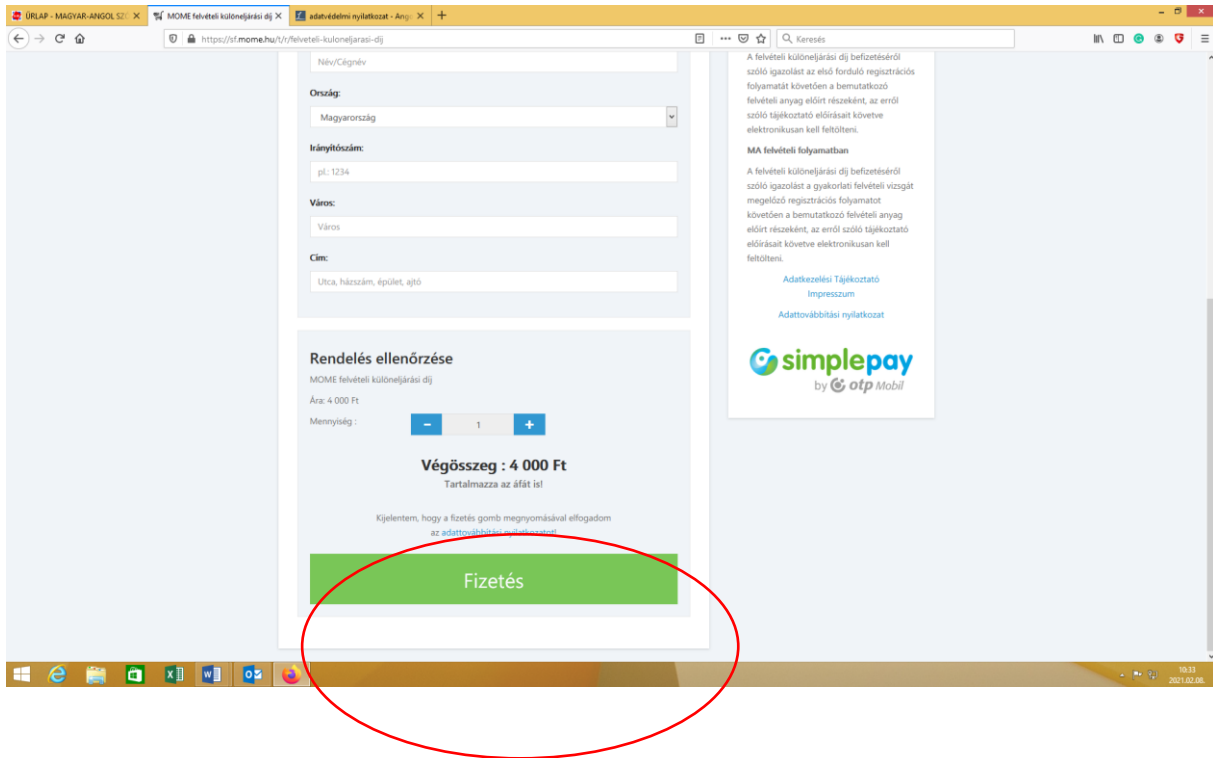 ŰRLAP - MAGYAR-ANGOL SZÓ
MOME felvételi különeljárási díj
adatvédelmi nyilatkozat - Ango
https://sf.mome.hu/t/r/felveteli-kuloneljarasi-dij
Keresés
Név/Cégnév
Ország:
Magyarország
Irányítószám:
pl.: 1234
Város:
Város
Cím:
Utca, házszám, épület, ajtó
Rendelés ellenőrzése
MOME felvételi különeljárási díj
Ára: 4 000 Ft
Mennyiség :
1
Végösszeg : 4 000 Ft
Tartalmazza az áfát is!
Kijelentem, hogy a fizetés gomb megnyomásával elfogadom
az adattovábbítási nyilatkozatot!
Fizetés
A felvételi különeljárási díj befizetéséről
szóló igazolást az első forduló regisztrációs
folyamatát követően a bemutatkozó
felvételi anyag előírt részeként, az erről
szóló tájékoztató előírásait követve
elektronikusan kell feltölteni.
MA felvételi folyamatban
A felvételi különeljárási díj befizetéséről
szóló igazolást a gyakorlati felvételi vizsgát
megelőző regisztrációs folyamatot
követően a bemutatkozó felvételi anyag
előírt részeként, az erről szóló tájékoztató
előírásait követve elektronikusan kell
feltölteni.
Adatkezelési Tájékoztató
Impresszum
Adattovábbítási nyilatkozat
simplepay
by otp Mobil
10:33
2021.02.08.